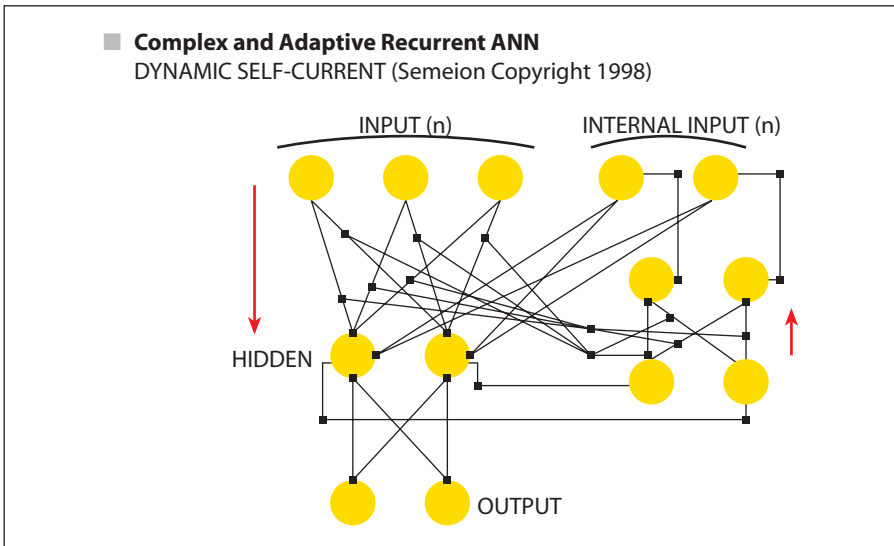 Complex and Adaptive Recurrent ANN
DYNAMIC SELF-CURRENT (Semeion Copyright 1998)
INPUT (n)
INTERNAL INPUT (n)
HIDDEN
OUTPUT